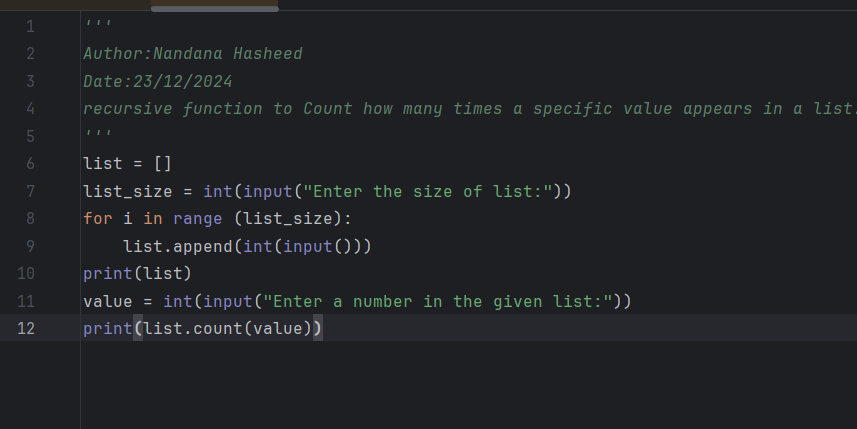 1 '''
2 Author:Nandana Hasheed
3 Date:23/12/2024
4 recursive function to Count how many times a specific value appears in a list.
5 '''
6 list = []
7 list_size = int(input("Enter the size of list:"))
8 for i in range (list_size):
9     list.append(int(input()))
10 print(list)
11 value = int(input("Enter a number in the given list:"))
12 print(list.count(value))